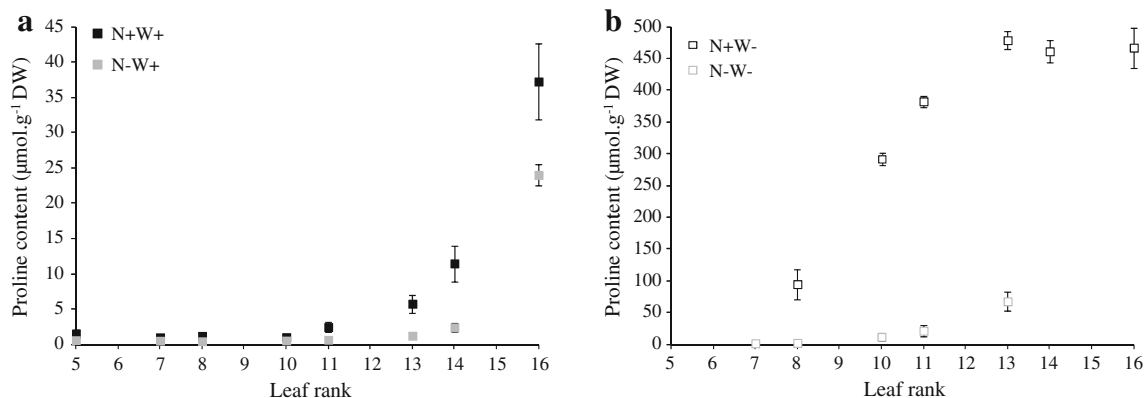 a
N+W+
N-W+
Proline content (µmol.g⁻¹ DW)
45
40
35
30
25
20
15
10
5
0
5 6 7 8 9 10 11 12 13 14 15 16
Leaf rank
b
N+W-
N-W-
Proline content (µmol.g⁻¹ DW)
500
450
400
350
300
250
200
150
100
50
0
5 6 7 8 9 10 11 12 13 14 15 16
Leaf rank